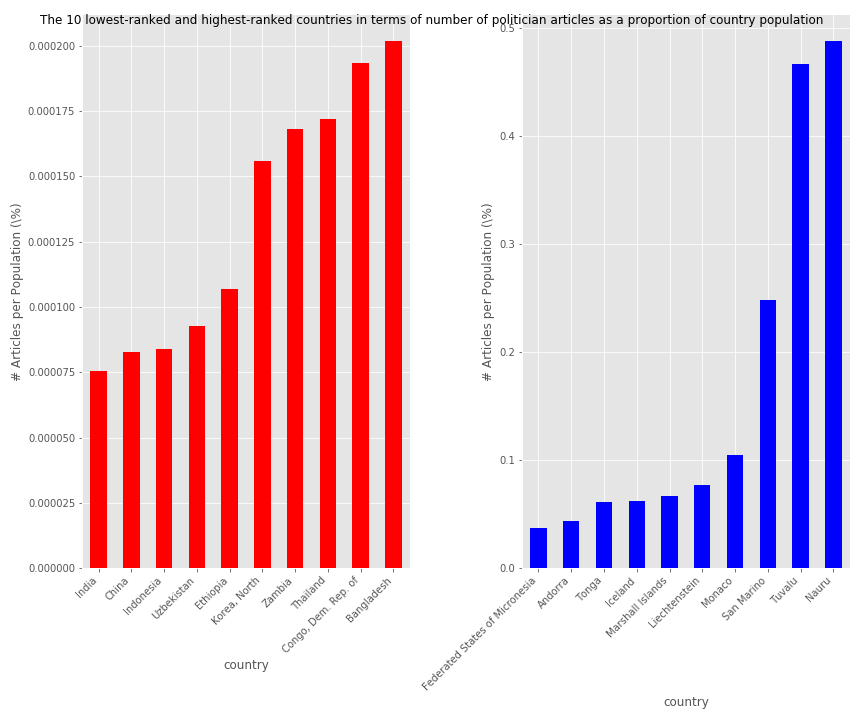 The 10 lowest-ranked and highest-ranked countries in terms of number of politician articles as a proportion of country population
# Articles per Population (\%)
0.000200
0.000175
0.000150
0.000125
0.000100
0.000075
0.000050
0.000025
0.000000
India
China
Indonesia
Uzbekistan
Ethiopia
Korea, North
Zambia
Thailand
Congo, Dem. Rep. of
Bangladesh
country
# Articles per Population (\%)
0.5
0.4
0.3
0.2
0.1
0.0
Federated States of Micronesia
Andorra
Tonga
Iceland
Marshall Islands
Liechtenstein
Monaco
San Marino
Tuvalu
Nauru
country